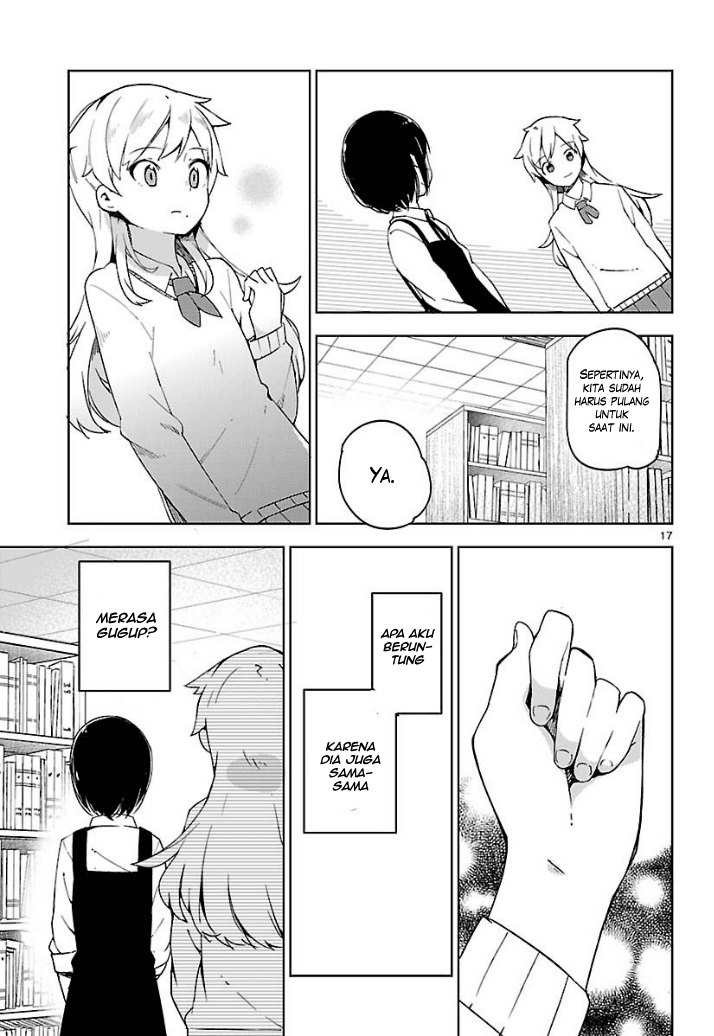 SEPERTINYA,
KITA SUDAH
HARUS PULANG
UNTUK
SAAT INI.
YA.
17
APA AKU
BERUN-
TUNG
KARENA
DIA JUGA
SAMA-
SAMA
MERASA
GUGUP?